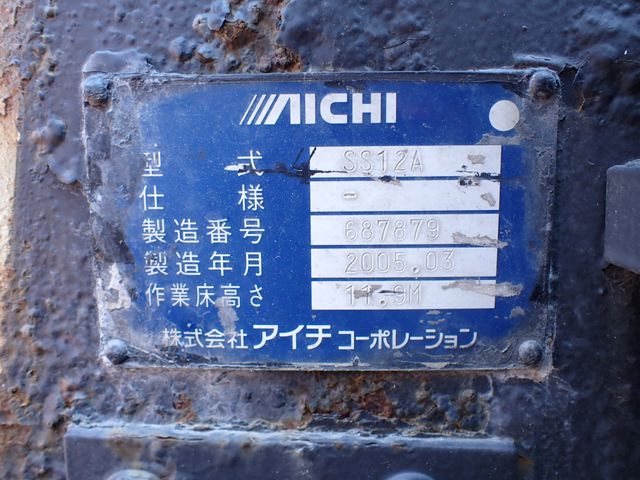 AICHI
型式 SS12A
仕様 -
製造番号 687879
製造年月 2005.03
作業床高さ 11.9M
株式会社アイチコーポレーション